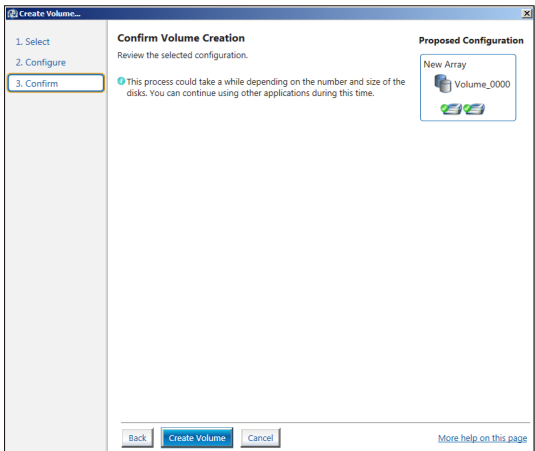 Create Volume...
1. Select
2. Configure
3. Confirm
Confirm Volume Creation
Review the selected configuration.
This process could take a while depending on the number and size of the
disks. You can continue using other applications during this time.
Proposed Configuration
New Array
Volume_0000
Back
Create Volume
Cancel
More help on this page